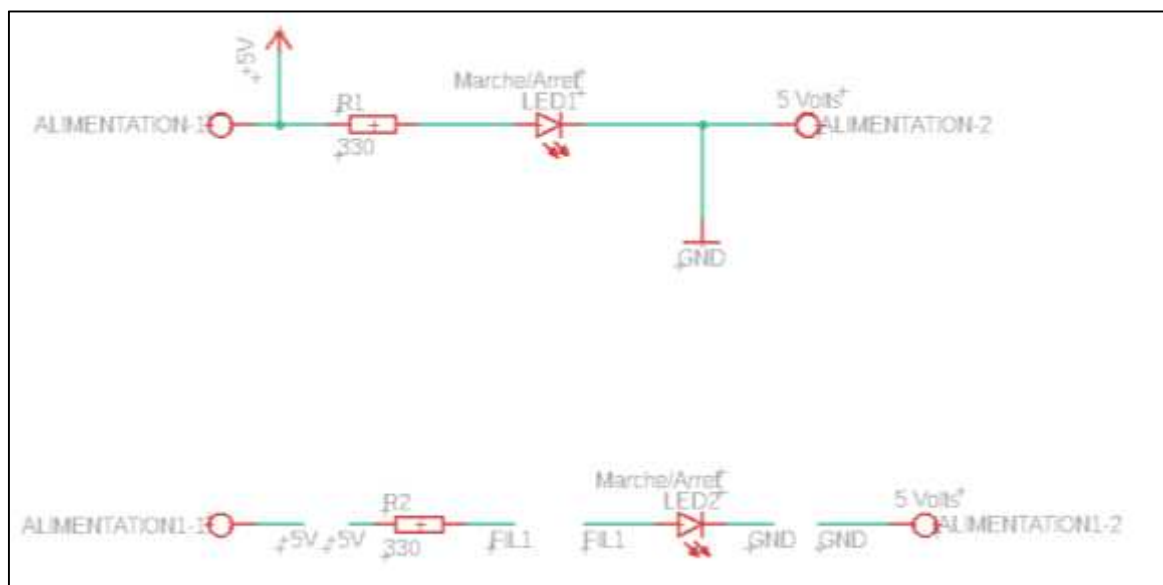 +5V
Marche/Arret
R1
LED1
5 Volts
ALIMENTATION-1
ALIMENTATION-2
330
GND
Marche/Arret
R2
LED2
5 Volts
ALIMENTATION1-1
+5V
+5V
330
FIL1
FIL1
GND
GND
ALIMENTATION1-2